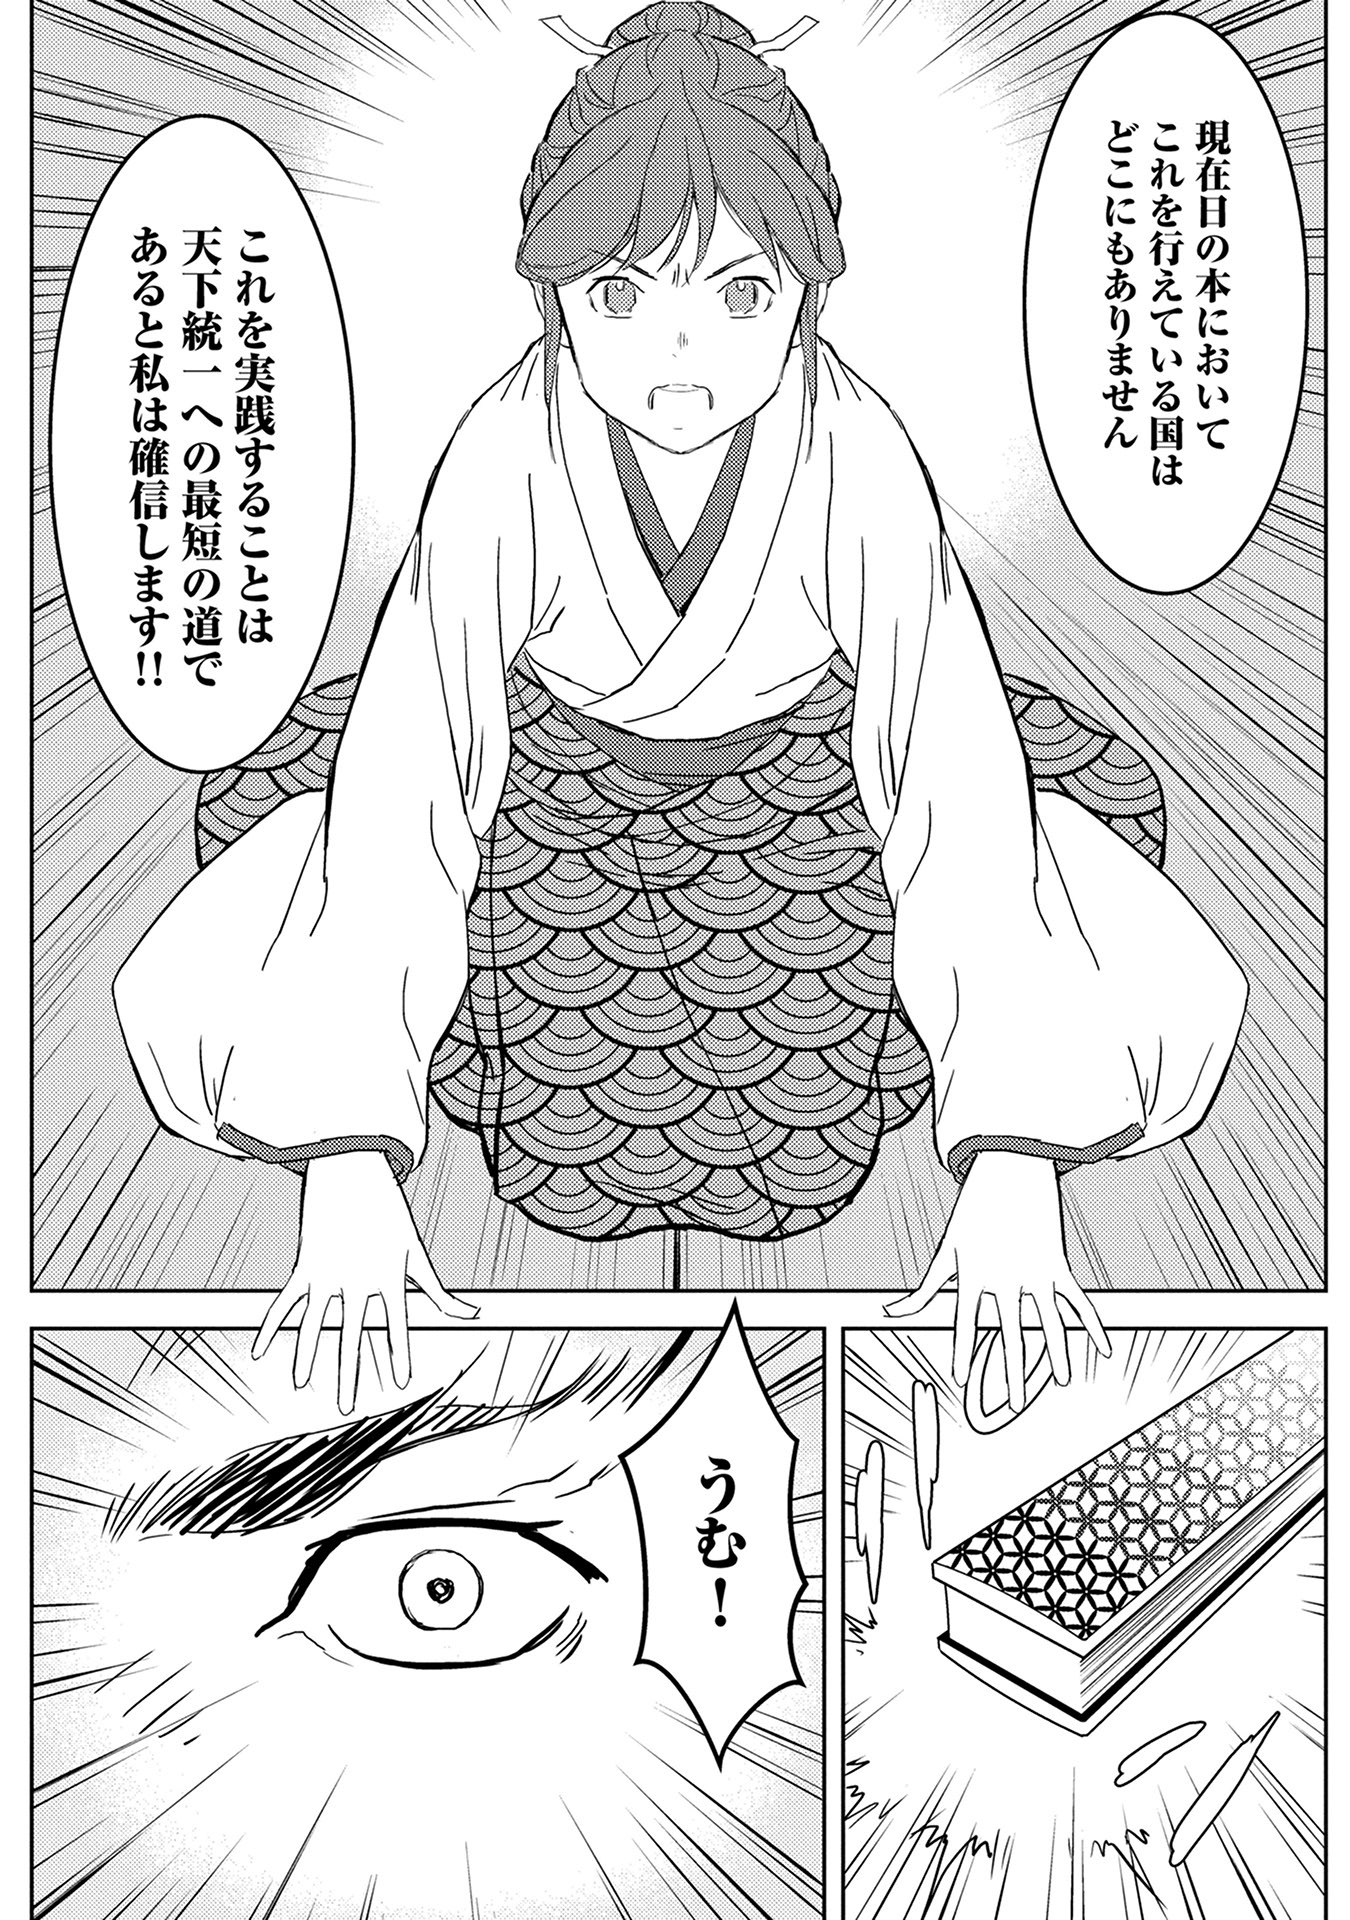 現在日の本において
これを行えている国は
どこにもありません
これを実践することは
天下統一への最短の道で
あると私は確信します!!
うむ!